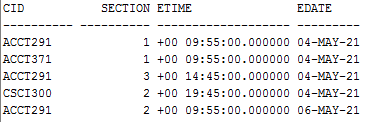 CID SECTION ETIME EDATE
---------- ---------- ------------------- ---------
ACCT291 1 +00 09:55:00.000000 04-MAY-21
ACCT371 1 +00 09:55:00.000000 04-MAY-21
ACCT291 3 +00 14:45:00.000000 04-MAY-21
CSCI300 2 +00 19:45:00.000000 04-MAY-21
ACCT291 2 +00 09:55:00.000000 06-MAY-21